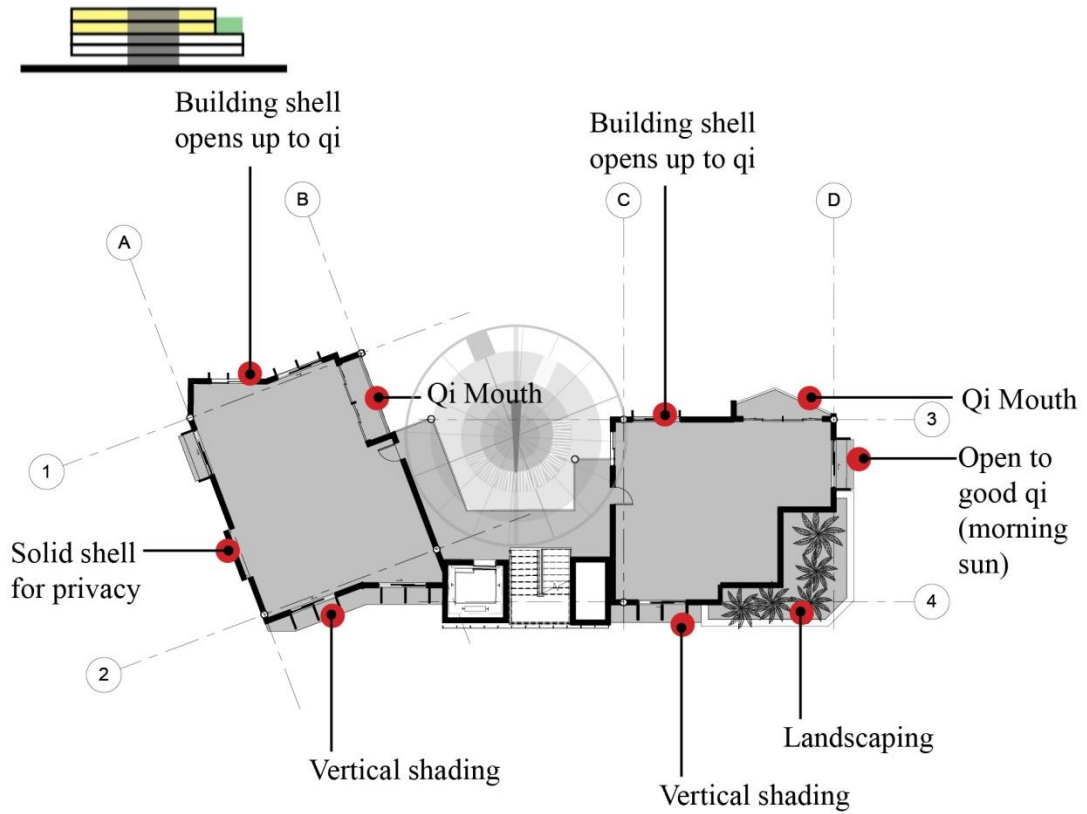 Building shell
opens up to qi
Building shell
opens up to qi
A
B
C
D
Qi Mouth
Qi Mouth
3
Open to
good qi
(morning
sun)
1
Solid shell
for privacy
4
2
Landscaping
Vertical shading
Vertical shading